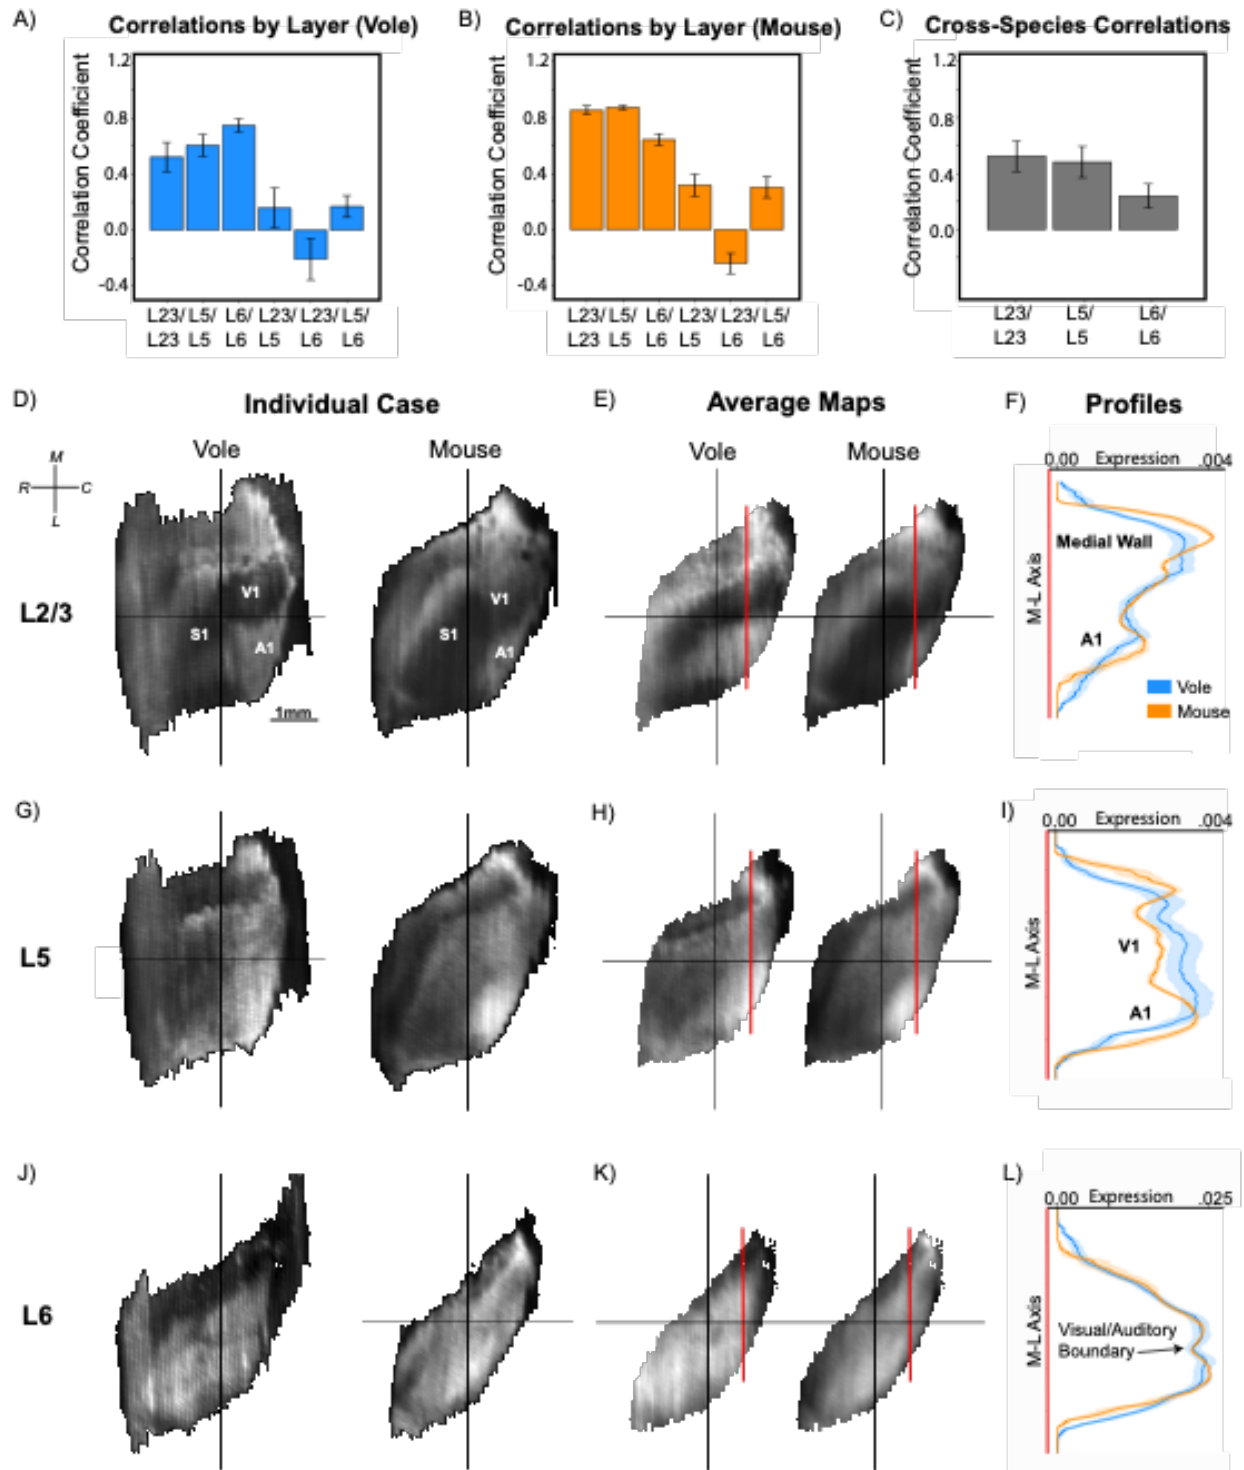 A) Correlations by Layer (Vole)
Correlation Coefficient
1.2
0.8
0.4
0.0
-0.4
L23/ L5/ L6/ L23/ L23/ L5/
L23 L5 L6 L5 L6 L6
B) Correlations by Layer (Mouse)
Correlation Coefficient
1.2
0.8
0.4
0.0
-0.4
L23/ L5/ L6/ L23/ L23/ L5/
L23 L5 L6 L5 L6 L6
C) Cross-Species Correlations
Correlation Coefficient
1.2
0.8
0.4
0.0
L23/ L5/ L6/
L23 L5 L6
D) Individual Case
Vole Mouse
M
R C
L
L2/3
V1
S1
A1
1mm
V1
S1
A1
E) Average Maps
Vole Mouse
F) Profiles
0.00 Expression .004
M-L Axis
Medial Wall
A1
Vole
Mouse
G)
L5
H)
I)
0.00 Expression .004
M-L Axis
V1
A1
J)
L6
K)
L)
0.00 Expression .025
M-L Axis
Visual/Auditory
Boundary